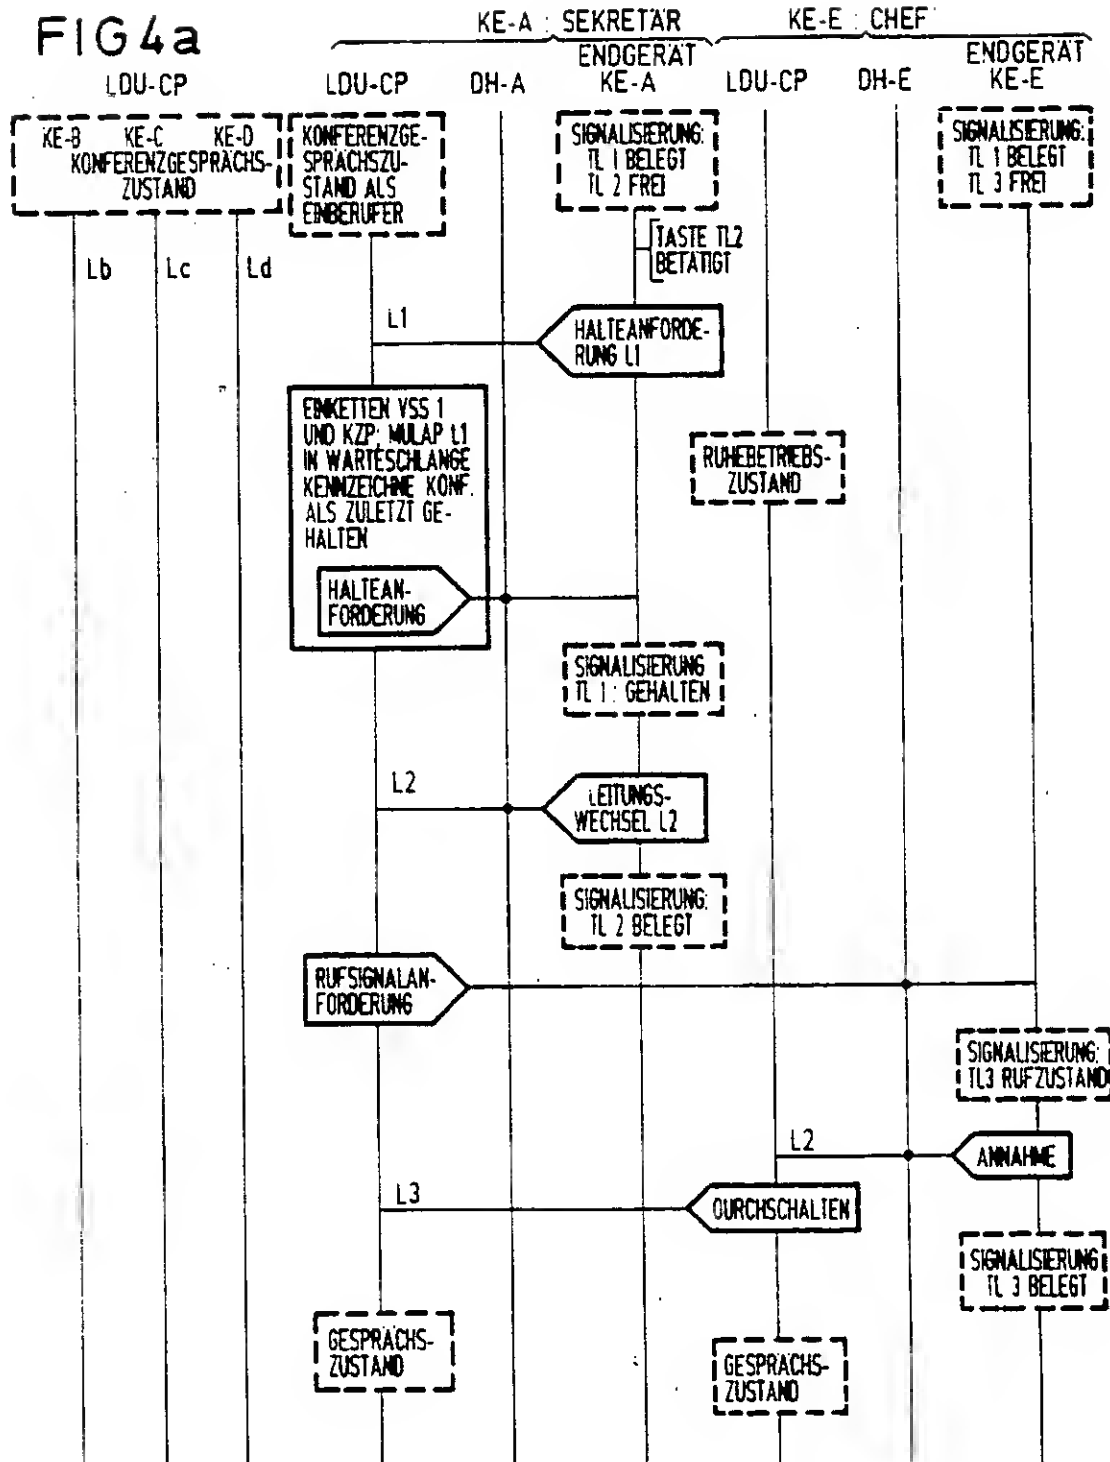 FIG 4a
KE-A : SEKRETÄR
KE-E : CHEF
LDU-CP
LDU-CP
DH-A
ENDGERÄT
KE-A
LDU-CP
DH-E
ENDGERÄT
KE-E
KE-B KE-C KE-D
KONFERENZGESPRÄCHS-
ZUSTAND
KONFERENZGE-
SPRÄCHSZU-
STAND ALS
EINBERUFER
SIGNALISIERUNG:
TL 1 BELEGT
TL 2 FREI
SIGNALISIERUNG:
TL 1 BELEGT
TL 3 FREI
Lb
Lc
Ld
TASTE TL2
BETÄTIGT
L1
HALTEANFORDE-
RUNG L1
EINKETTEN VSS 1
UND KZP; MULAP L1
IN WARTESCHLANGE
KENNZEICHNE KONF.
ALS ZULETZT GE-
HALTEN
RUHEBETRIEBS-
ZUSTAND
HALTEAN-
FORDERUNG
SIGNALISIERUNG
TL 1 : GEHALTEN
L2
LEITUNGS-
WECHSEL L2
SIGNALISIERUNG:
TL 2 BELEGT
RUFSIGNALAN-
FORDERUNG
SIGNALISIERUNG:
TL3 RUFZUSTAND
L2
ANNAHME
L3
DURCHSCHALTEN
SIGNALISIERUNG
TL 3 BELEGT
GESPRÄCHS-
ZUSTAND
GESPRÄCHS-
ZUSTAND